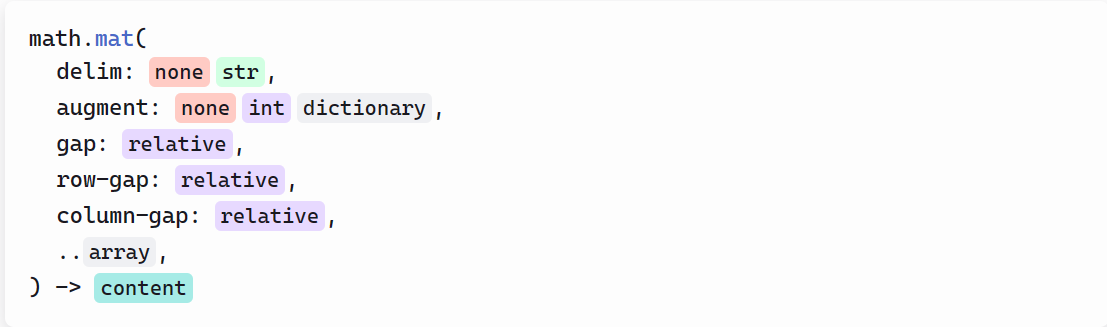 math.mat(
delim: none str,
augment: none int dictionary,
gap: relative,
row-gap: relative,
column-gap: relative,
..array,
) -> content